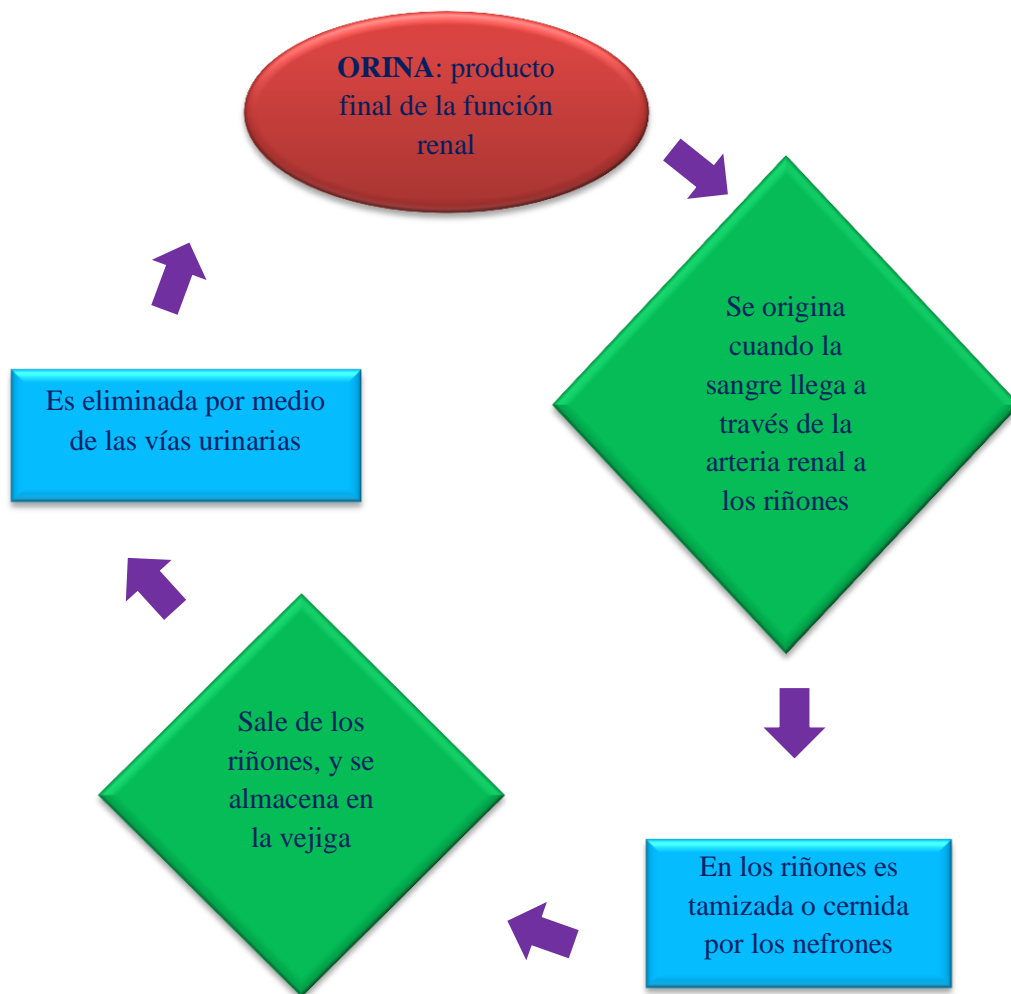 ORINA: producto
final de la función
renal
Se origina
cuando la
sangre llega a
través de la
arteria renal a
los riñones
En los riñones es
tamizada o cernida
por los nefrones
Sale de los
riñones, y se
almacena en
la vejiga
Es eliminada por medio
de las vías urinarias